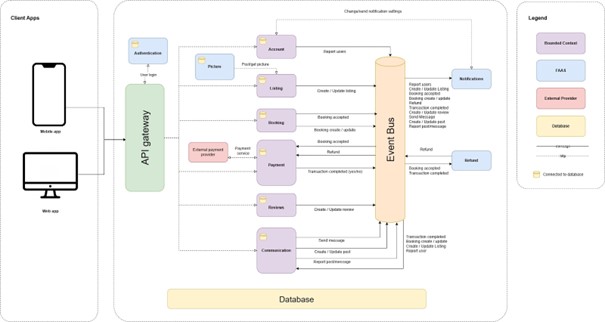 Client Apps
Mobile app
Web app
API gateway
Authentication
User login
Picture
Post/get picture
External payment
provider
Payment
service
Account
Listing
Booking
Payment
Reviews
Communication
Change/send notification settings
Report users
Create / Update listing
Booking accepted
Booking create / update
Booking accepted
Refund
Transaction completed
Create / Update review
Send message
Create / Update post
Report post/message
Event Bus
Report users
Create / Update Listing
Booking accepted
Booking create / update
Refund
Transaction completed
Create / Update review
Send Message
Create / Update post
Report post/message
Notifications
Refund
Booking accepted
Transaction completed
Refund
Transaction completed
Booking create / update
Create / Update Listing
Report user
Database
Legend
Bounded Context
FAAS
External Provider
Database
Connected to database